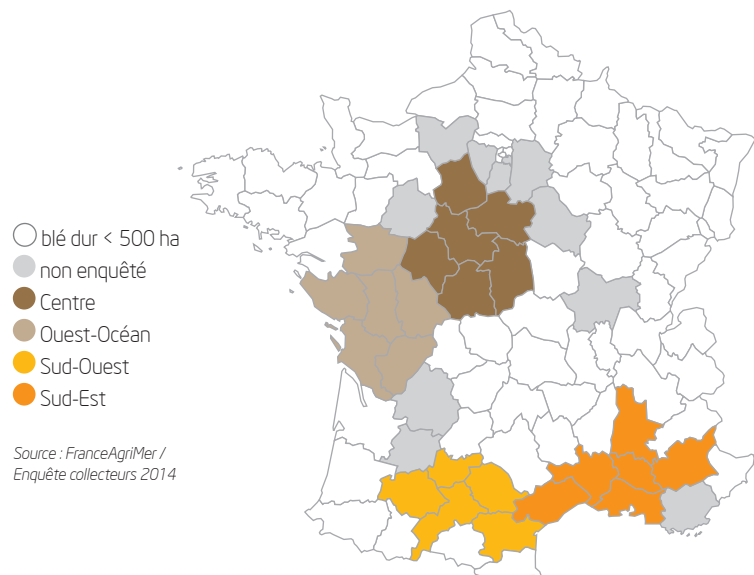 blé dur < 500 ha
non enquêté
Centre
Ouest-Océan
Sud-Ouest
Sud-Est
Source : FranceAgriMer /
Enquête collecteurs 2014